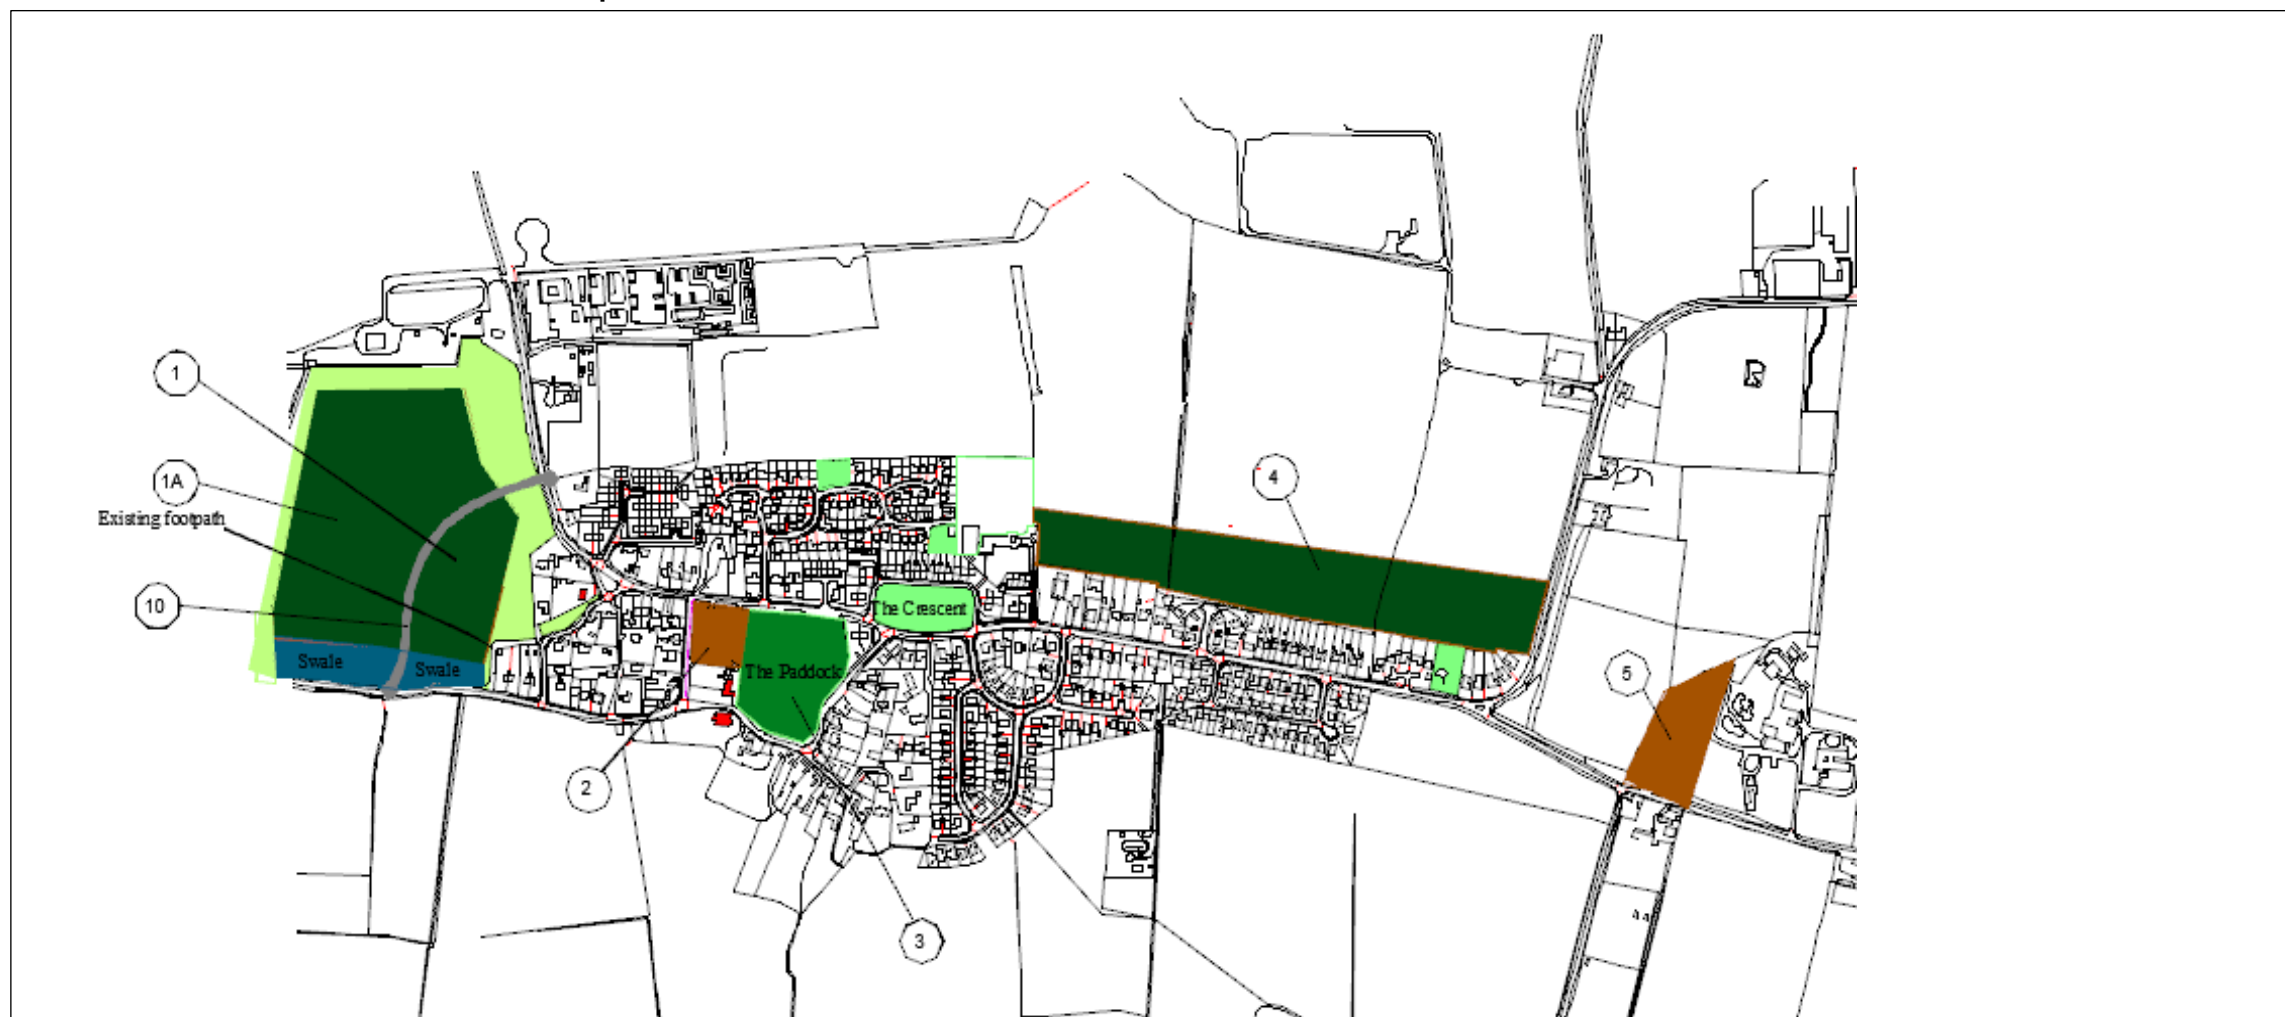 1
1A
Existing footpath
4
10
The Crescent
Swale
Swale
The Paddock
5
2
3